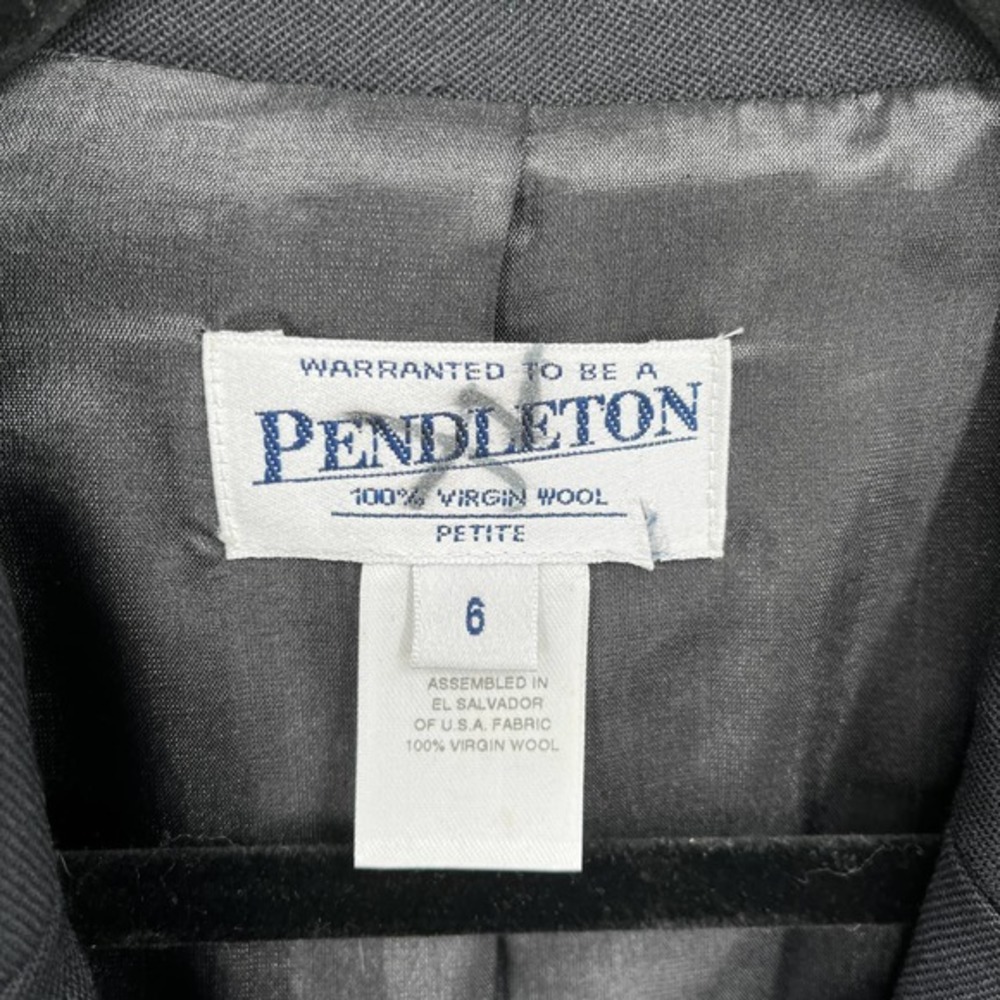 WARRANTED TO BE A
PENDLETON
100% VIRGIN WOOL
PETITE
6
ASSEMBLED IN
EL SALVADOR
OF U.S.A. FABRIC
100% VIRGIN WOOL